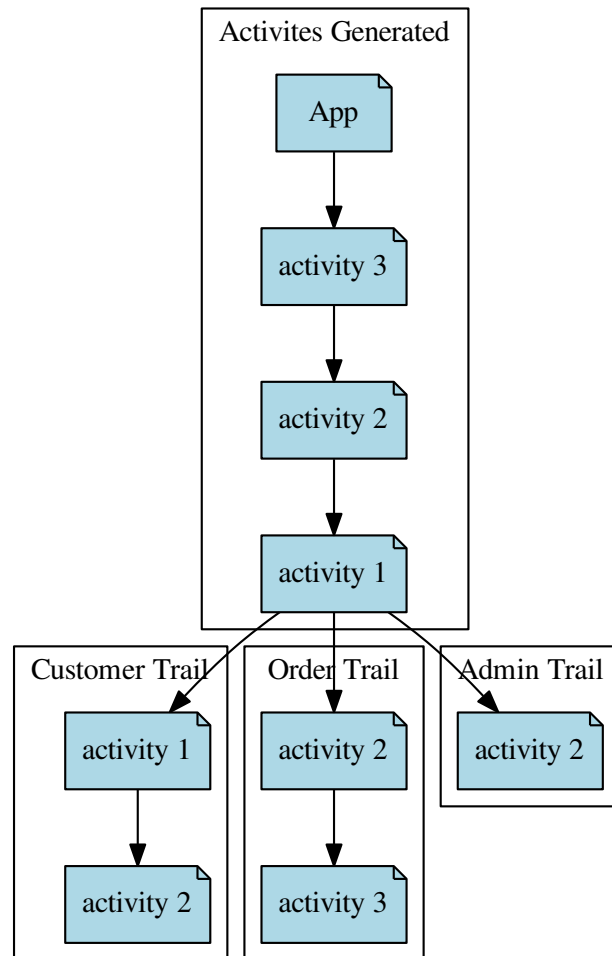 Activites Generated
App
activity 3
activity 2
activity 1
Customer Trail
Order Trail
Admin Trail
activity 1
activity 2
activity 2
activity 2
activity 3